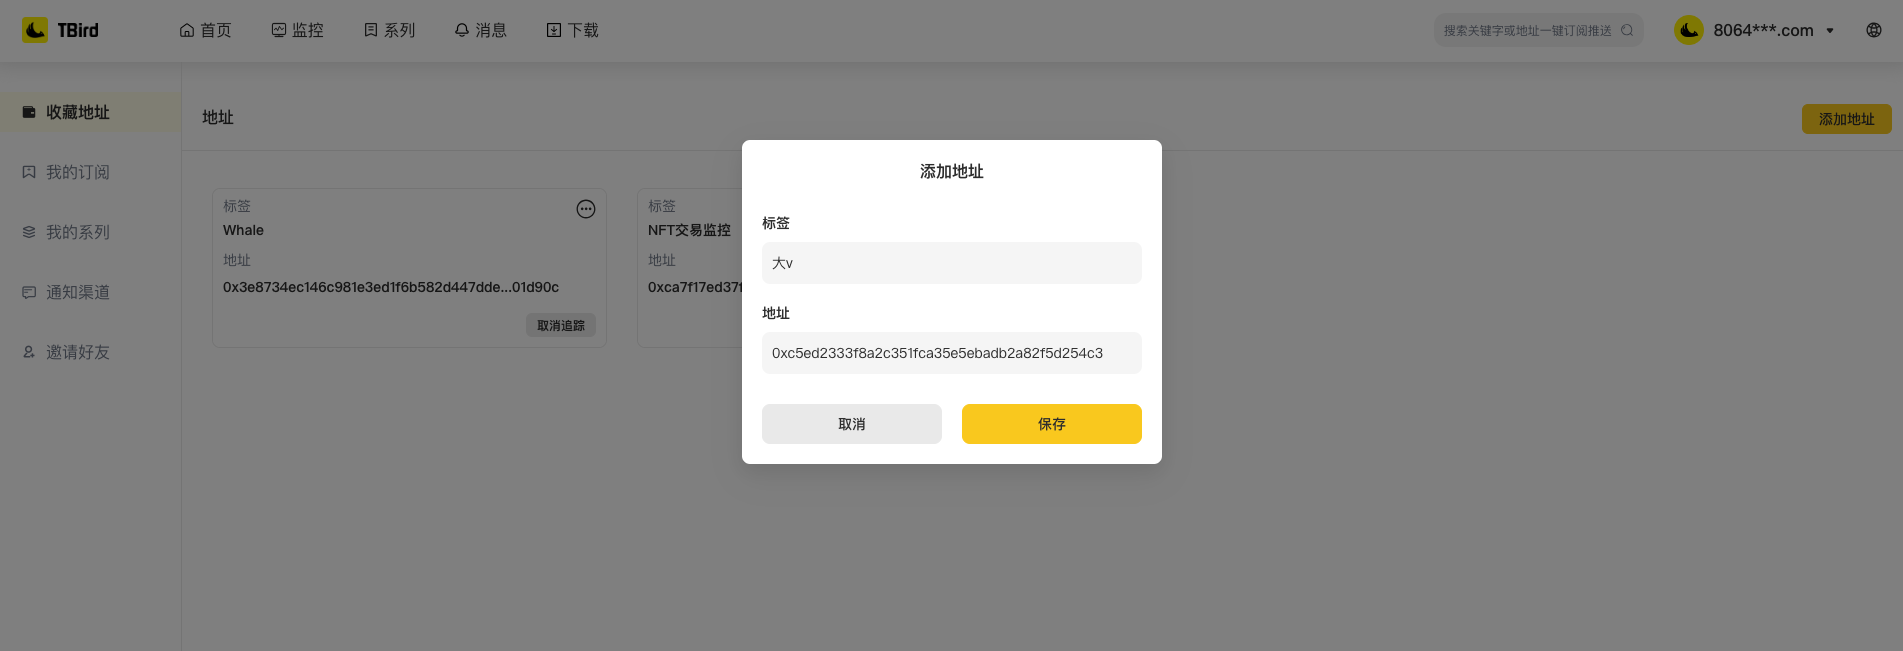 TBird 首页 监控 系列 消息 下载 搜索关键字或地址一键订阅推送 8064***.com
收藏地址
我的订阅
我的系列
通知渠道
邀请好友
地址 添加地址
标签
Whale
地址
0x3e8734ec146c981e3ed1f6b582d447dde...01d90c
取消追踪
标签
NFT交易监控
地址
0xca7f17ed37f
添加地址
标签
大v
地址
0xc5ed2333f8a2c351fca35e5ebadb2a82f5d254c3
取消 保存